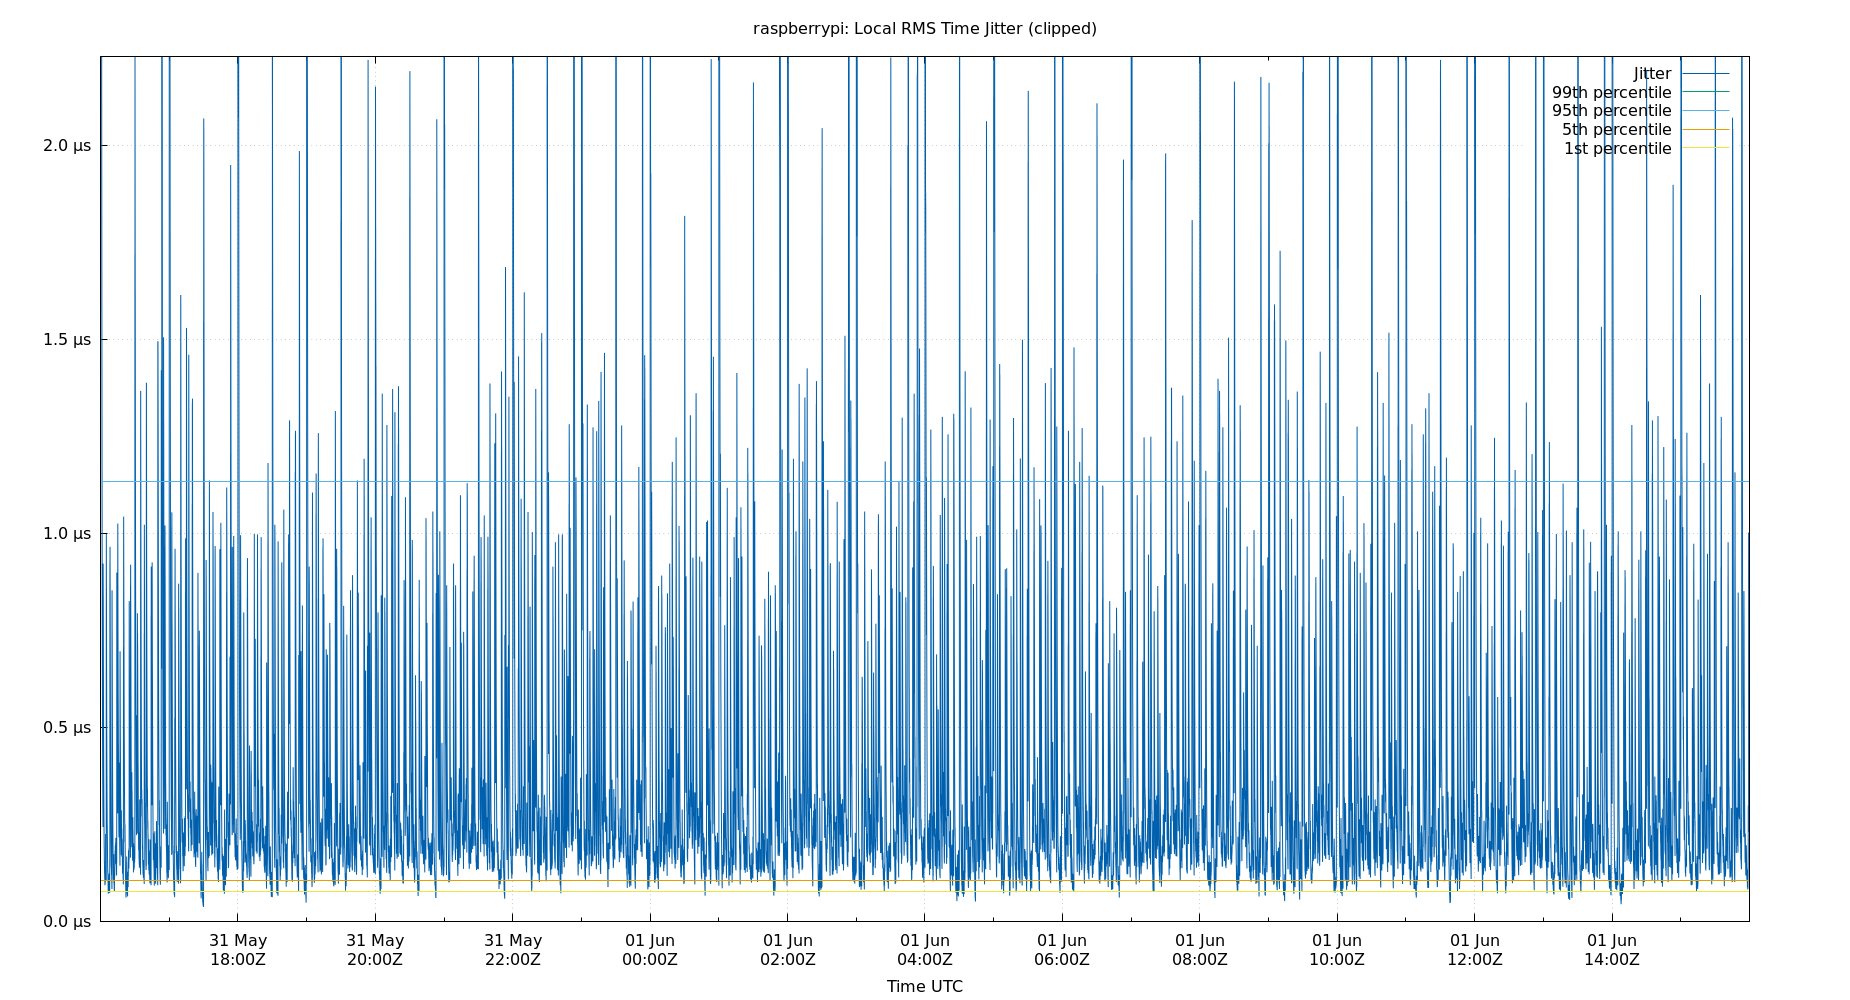 raspberrypi: Local RMS Time Jitter (clipped)
Jitter
99th percentile
95th percentile
5th percentile
1st percentile
2.0 µs
1.5 µs
1.0 µs
0.5 µs
0.0 µs
31 May 31 May 31 May 01 Jun 01 Jun 01 Jun 01 Jun 01 Jun 01 Jun 01 Jun 01 Jun
18:00Z 20:00Z 22:00Z 00:00Z 02:00Z 04:00Z 06:00Z 08:00Z 10:00Z 12:00Z 14:00Z
Time UTC